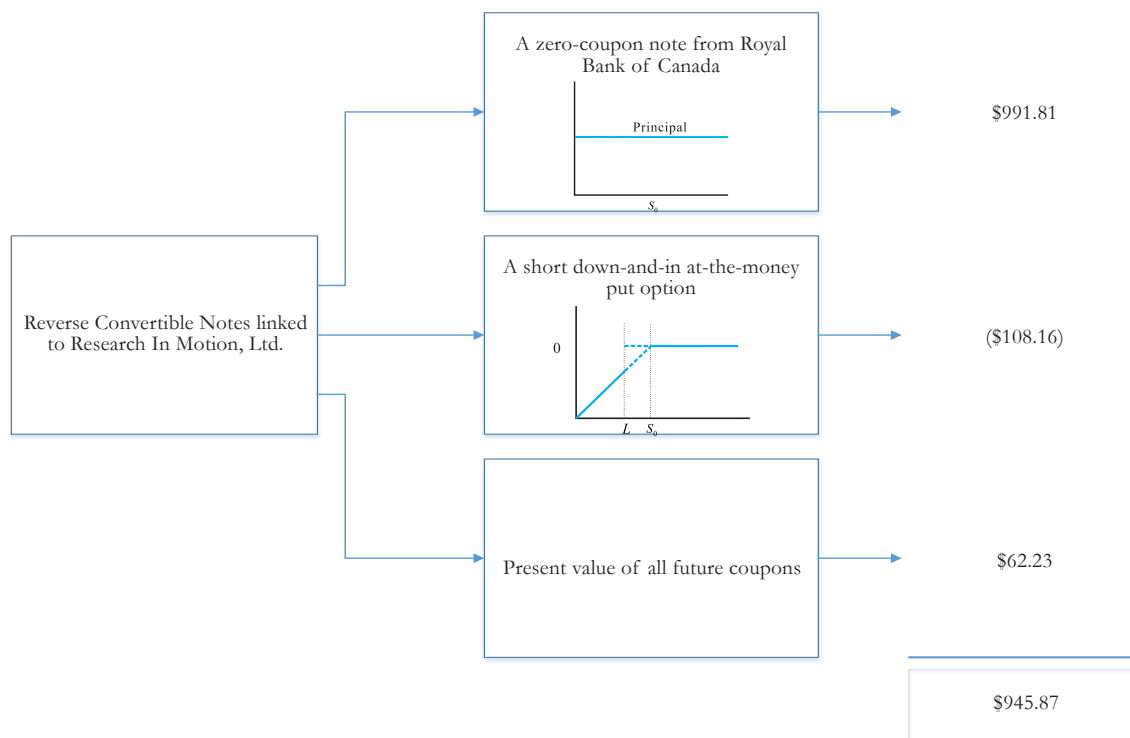 A zero-coupon note from Royal
Bank of Canada
Principal
S₀
$991.81
Reverse Convertible Notes linked
to Research In Motion, Ltd.
A short down-and-in at-the-money
put option
0
L S₀
($108.16)
Present value of all future coupons
$62.23
$945.87